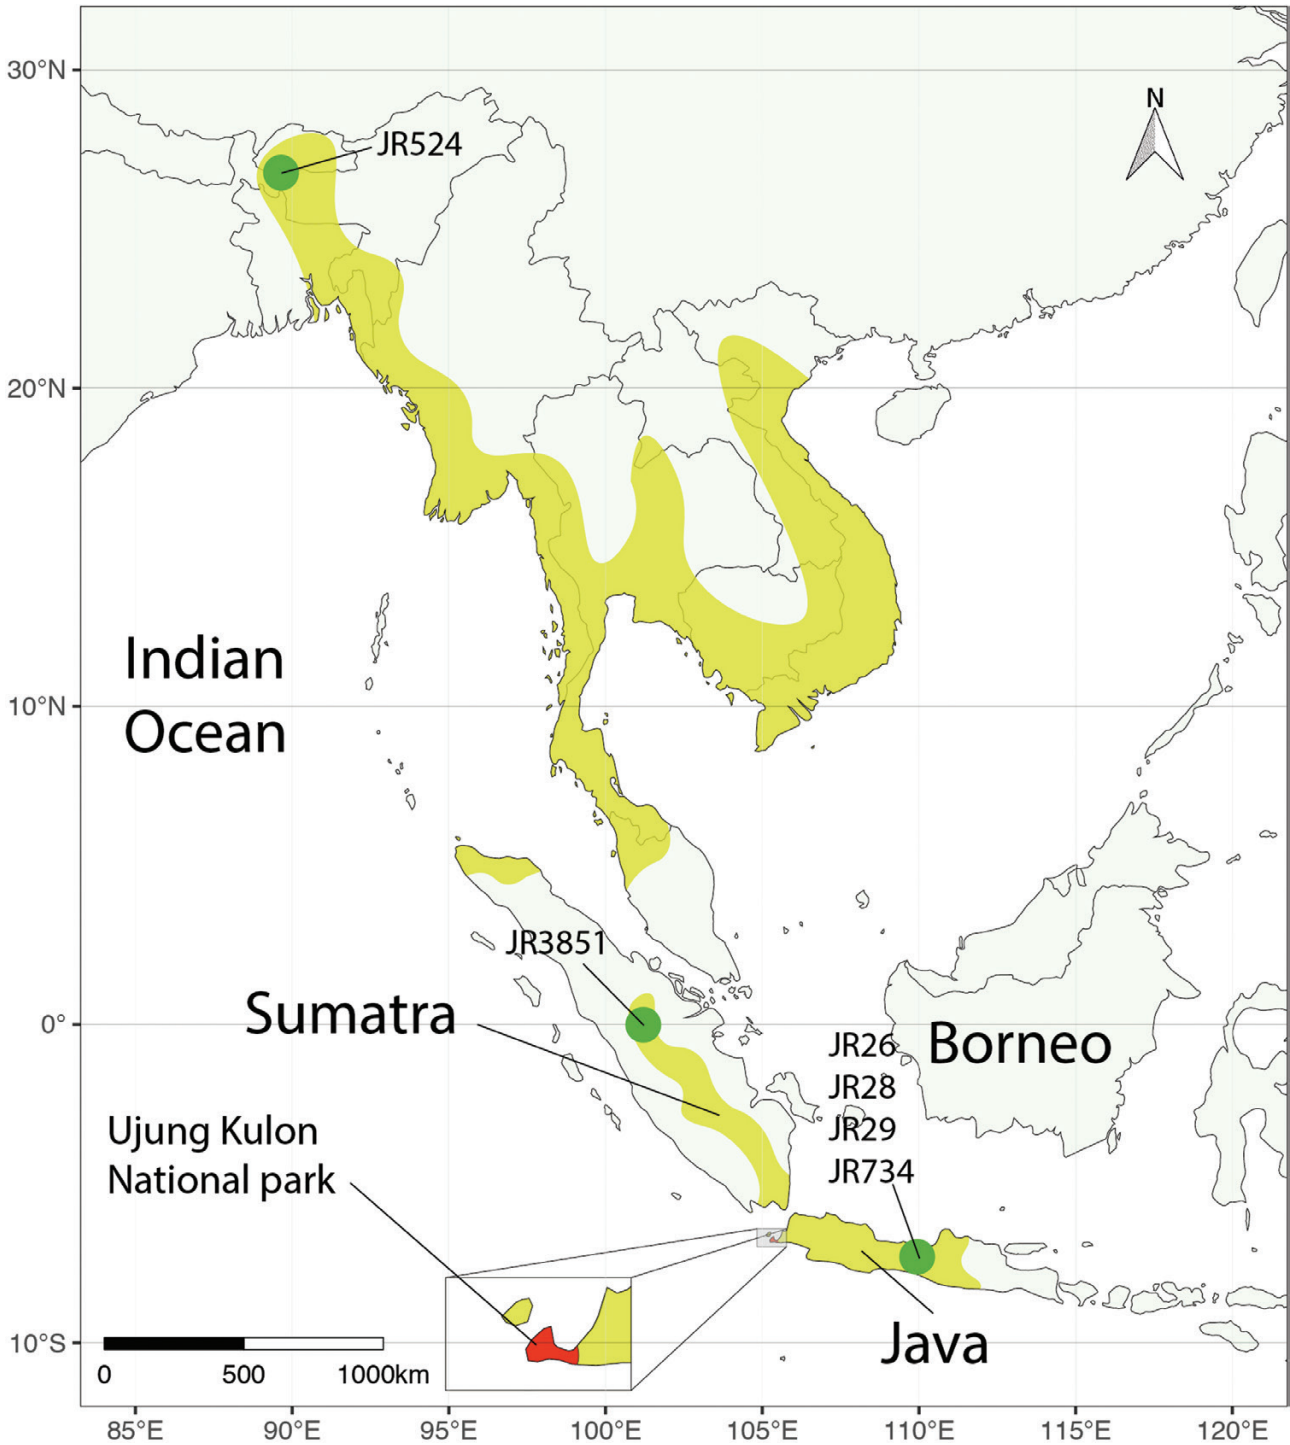 30°N
N
JR524
20°N
Indian
Ocean
10°N
JR3851
Sumatra
0°
JR26
Borneo
JR28
JR29
JR734
Ujung Kulon
National park
Java
10°S
0
500
1000km
85°E
90°E
95°E
100°E
105°E
110°E
115°E
120°E